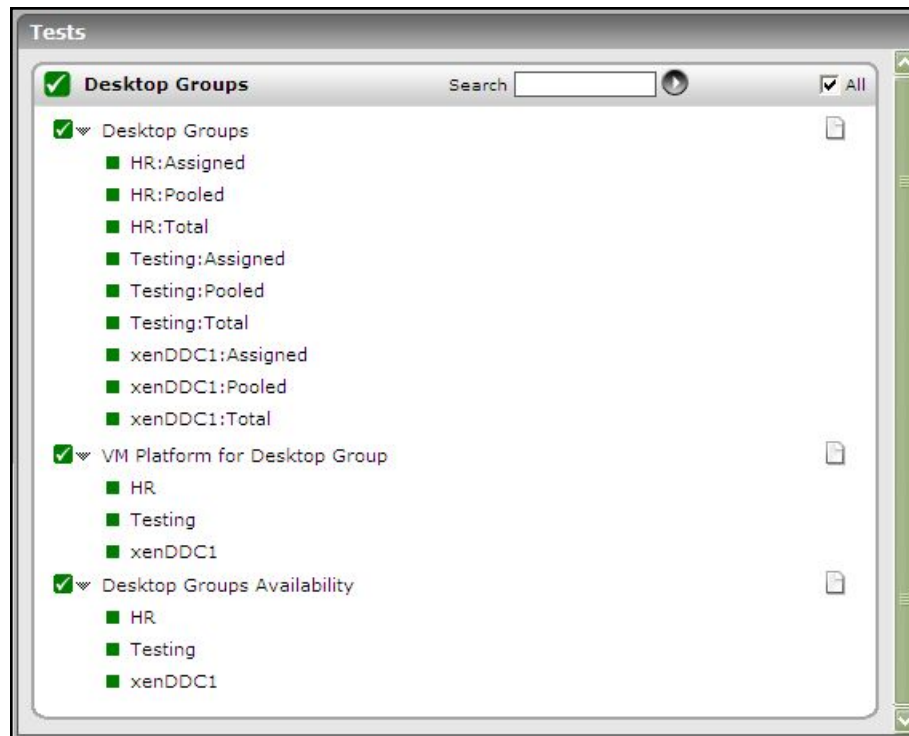 Tests
Desktop Groups Search All
Desktop Groups
HR:Assigned
HR:Pooled
HR:Total
Testing:Assigned
Testing:Pooled
Testing:Total
xenDDC1:Assigned
xenDDC1:Pooled
xenDDC1:Total
VM Platform for Desktop Group
HR
Testing
xenDDC1
Desktop Groups Availability
HR
Testing
xenDDC1